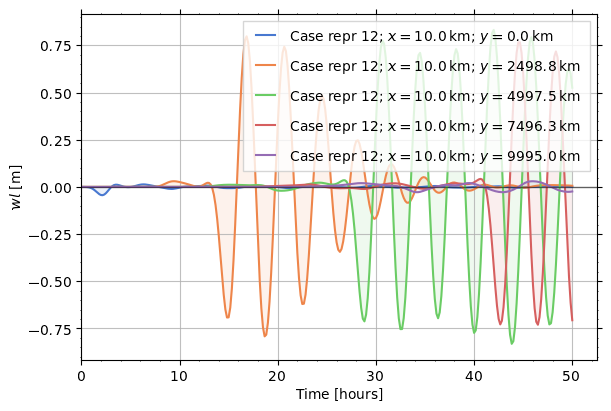 Case repr 12; x = 10.0 km; y = 0.0 km
Case repr 12; x = 10.0 km; y = 2498.8 km
Case repr 12; x = 10.0 km; y = 4997.5 km
Case repr 12; x = 10.0 km; y = 7496.3 km
Case repr 12; x = 10.0 km; y = 9995.0 km
0.75
0.50
0.25
0.00
−0.25
−0.50
−0.75
wl [m]
0 10 20 30 40 50
Time [hours]